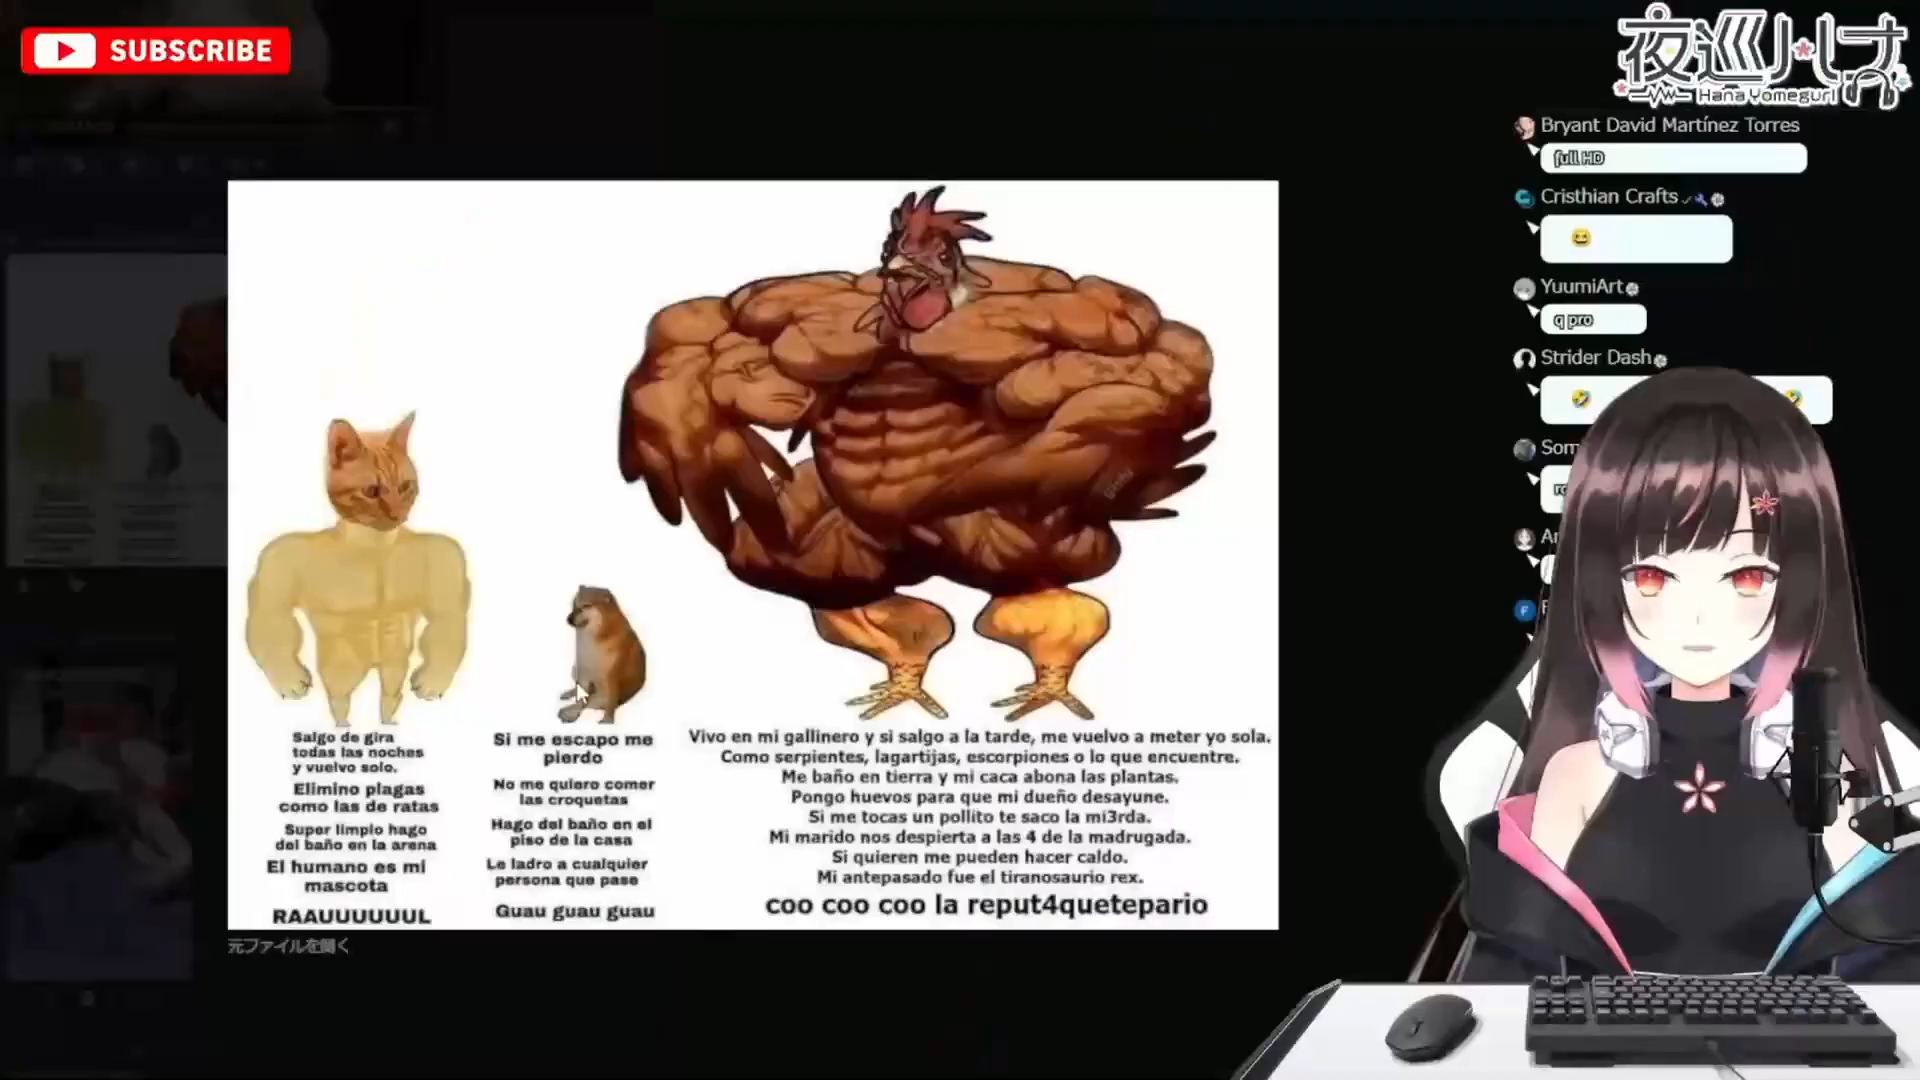 SUBSCRIBE
夜巡ハナ
Hana Yomeguri
Bryant David Martínez Torres
full HD
Cristhian Crafts
YuumiArt
q pro
Strider Dash
Som
F
Salgo de gira
todas las noches
y vuelvo solo.
Elimino plagas
como las de ratas
Super limpio hago
del baño en la arena
El humano es mi
mascota
RAAUUUUUUL
Si me escapo me
pierdo
No me quiero comer
las croquetas
Hago del baño en el
piso de la casa
Le ladro a cualquier
persona que pase
Guau guau guau
Vivo en mi gallinero y si salgo a la tarde, me vuelvo a meter yo sola.
Como serpientes, lagartijas, escorpiones o lo que encuentre.
Me baño en tierra y mi caca abona las plantas.
Pongo huevos para que mi dueño desayune.
Si me tocas un pollito te saco la mi3rda.
Mi marido nos despierta a las 4 de la madrugada.
Si quieren me pueden hacer caldo.
Mi antepasado fue el tiranosaurio rex.
coo coo coo la reput4quetepario
元ファイルを開く